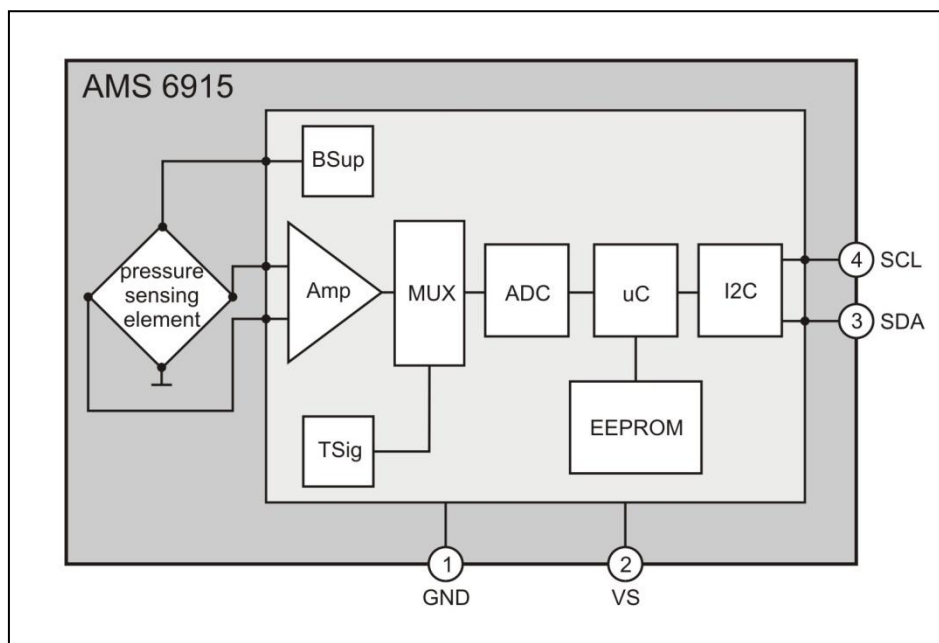 AMS 6915
BSup
pressure
sensing
element
Amp
MUX
ADC
uC
I2C
4 SCL
3 SDA
TSig
EEPROM
1
GND
2
VS